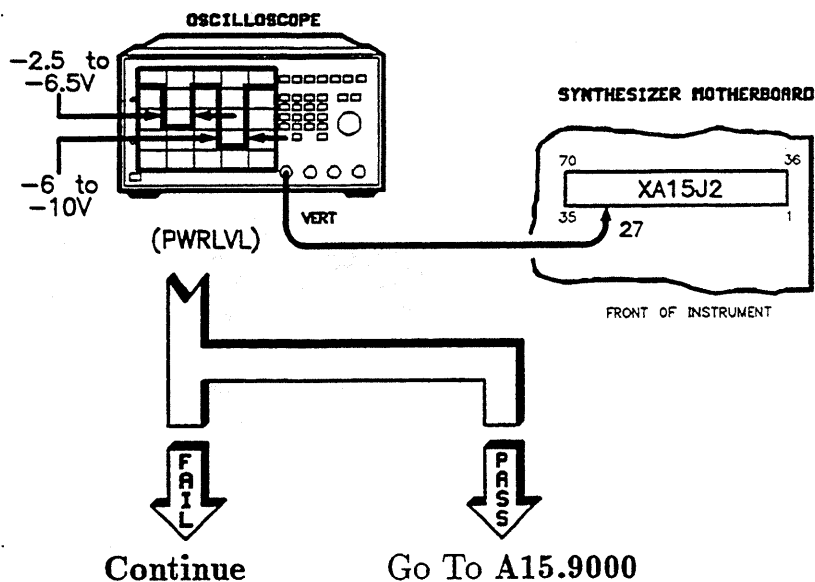 OSCILLOSCOPE
-2.5 to
-6.5V
-6 to
-10V
VERT
(PWRLVL)
SYNTHESIZER MOTHERBOARD
70
36
XA15J2
35
1
27
FRONT OF INSTRUMENT
FAIL
PASS
Continue
Go To A15.9000